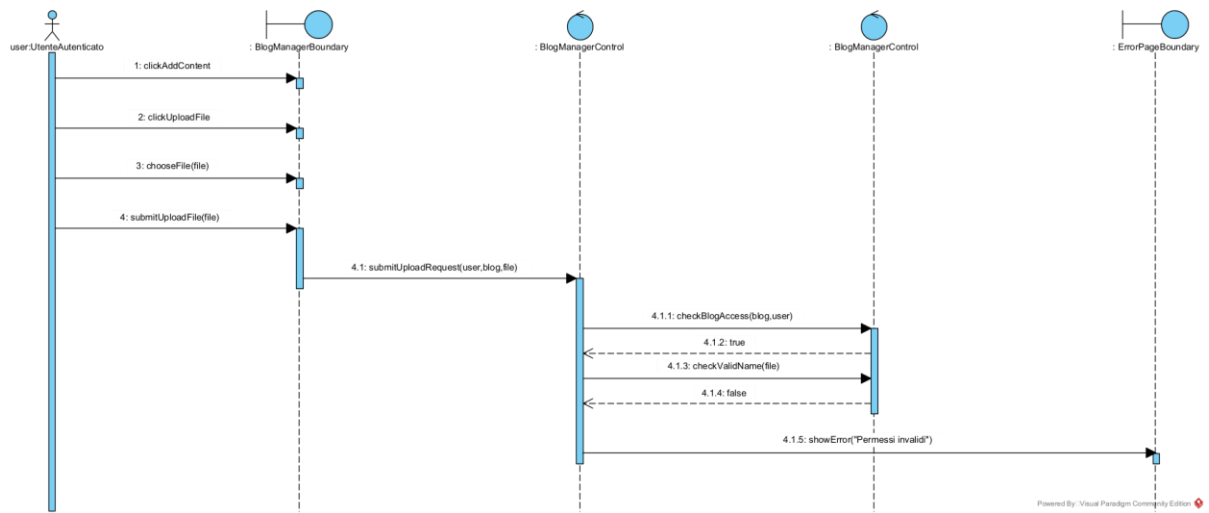 user:UtenteAutenticato
: BlogManagerBoundary
: BlogManagerControl
: BlogManagerControl
: ErrorPageBoundary
1: clickAddContent
2: clickUploadFile
3: chooseFile(file)
4: submitUploadFile(file)
4.1: submitUploadRequest(user,blog,file)
4.1.1: checkBlogAccess(blog,user)
4.1.2: true
4.1.3: checkValidName(file)
4.1.4: false
4.1.5: showError("Permessi invalidi")
Powered By: Visual Paradigm Community Edition